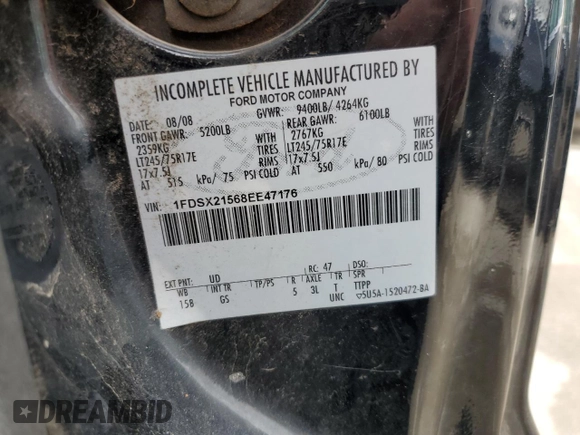 INCOMPLETE VEHICLE MANUFACTURED BY
FORD MOTOR COMPANY
DATE: 08/08 GVWR: 9400LB/ 4264KG
FRONT GAWR: 5200LB REAR GAWR: 6100LB
2359KG WITH 2767KG WITH
LT245/75R17E TIRES LT245/75R17E TIRES
17x7.5J RIMS 17x7.5J RIMS
AT 515 kPa/ 75 PSI COLD AT 550 kPa/ 80 PSI COLD
VIN: 1FDSX21568EE47176
EXT PNT: UD RC: 47 DSO:
WB INT TR TP/PS R AXLE TR SPR
158 GS 5 3L T TTPP
UNC 5U5A-1520472-BA
DREAMBID